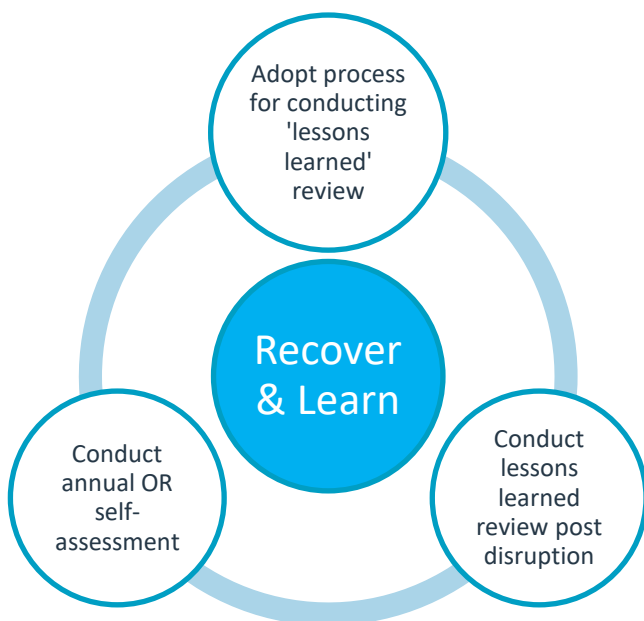 Adopt process
for conducting
'lessons
learned'
review
Recover
& Learn
Conduct
annual OR
self-
assessment
Conduct
lessons
learned
review post
disruption